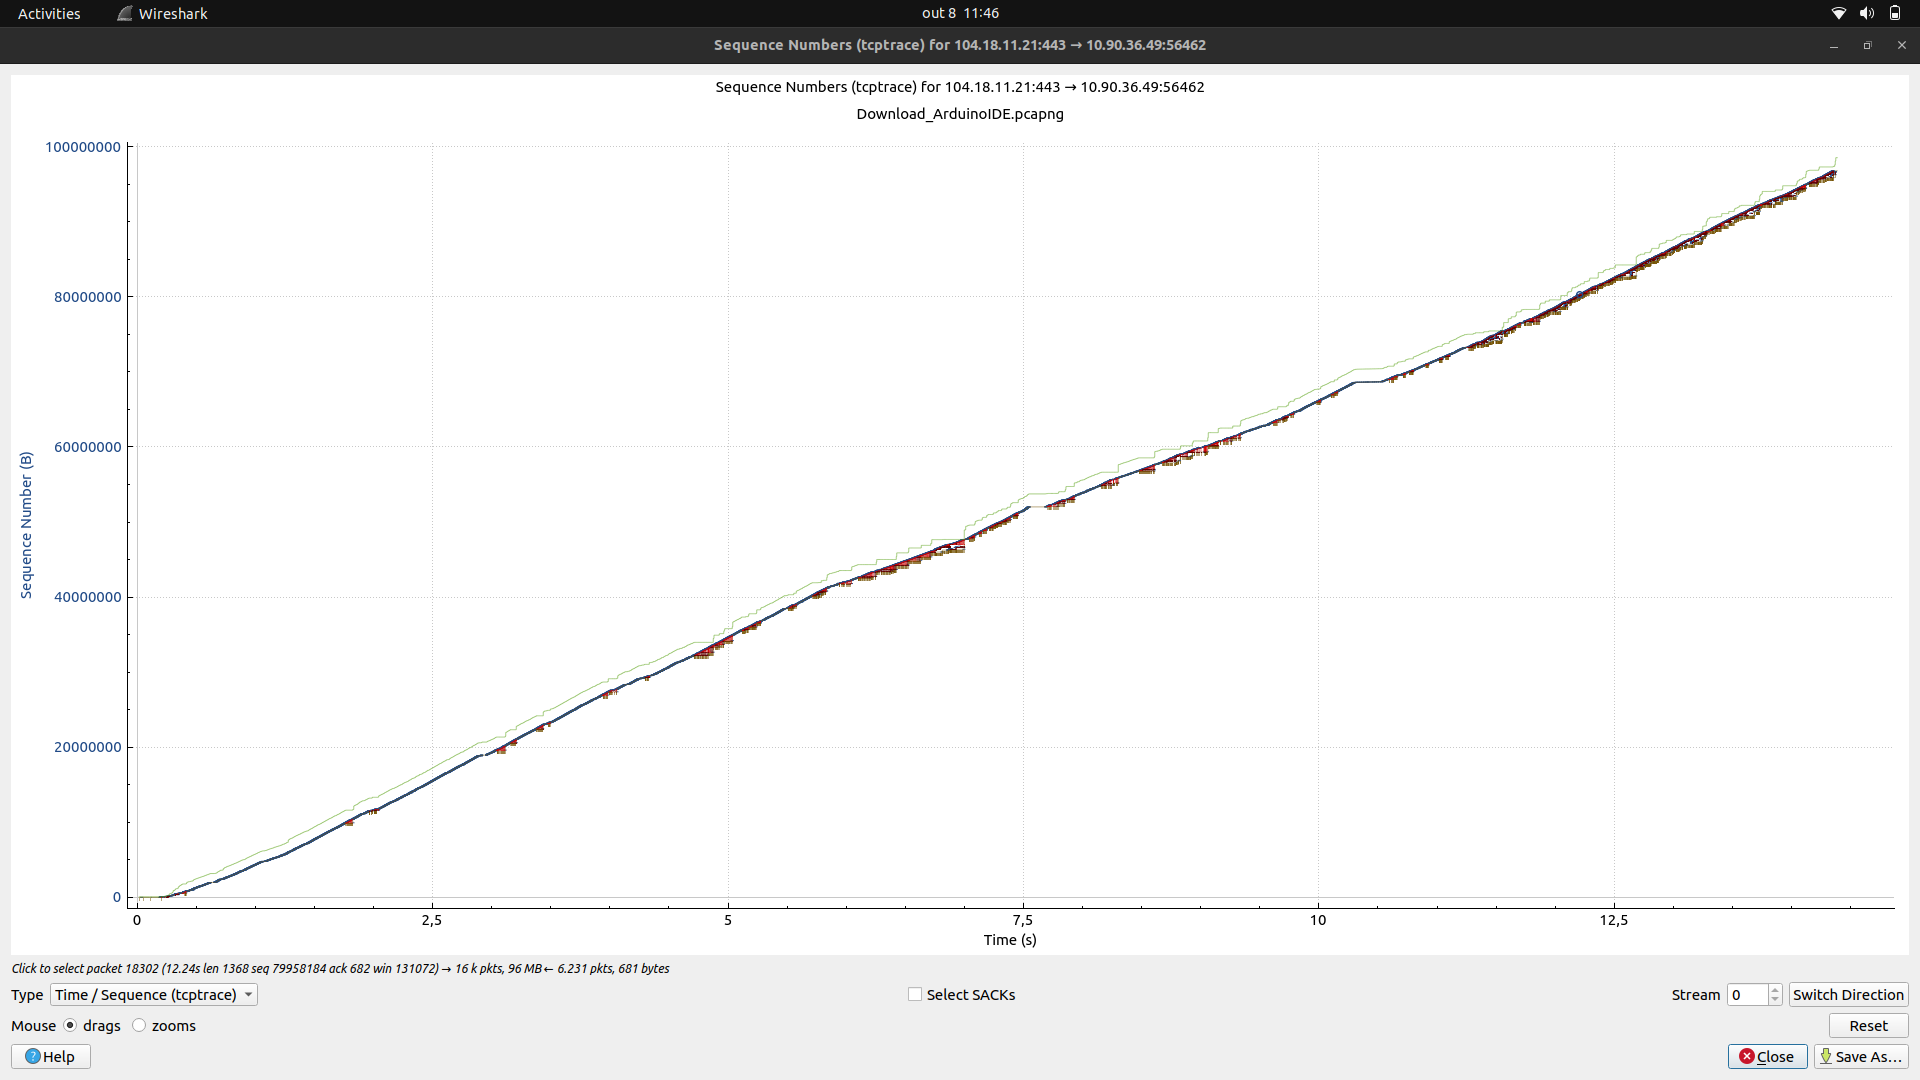 Activities Wireshark out 8 11:46
Sequence Numbers (tcptrace) for 104.18.11.21:443 → 10.90.36.49:56462
Sequence Numbers (tcptrace) for 104.18.11.21:443 → 10.90.36.49:56462
Download_ArduinoIDE.pcapng
100000000
80000000
60000000
40000000
20000000
0
Sequence Number (B)
0 2,5 5 7,5 10 12,5
Time (s)
Click to select packet 18302 (12.24s len 1368 seq 79958184 ack 682 win 131072) → 16 k pkts, 96 MB ← 6.231 pkts, 681 bytes
Type Time / Sequence (tcptrace) Select SACKs Stream 0 Switch Direction
Mouse drags zooms Reset
Help Close Save As…